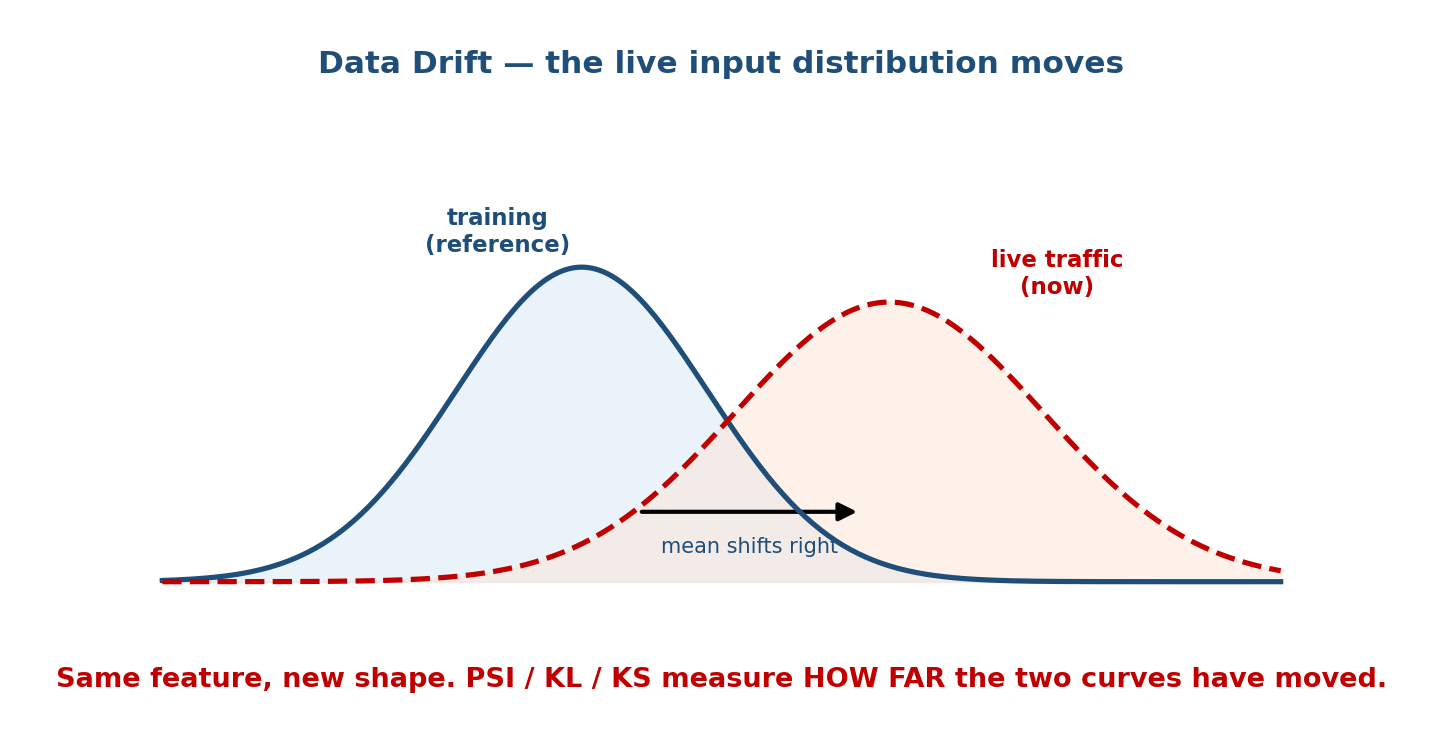 Data Drift — the live input distribution moves
training
(reference)
live traffic
(now)
mean shifts right
Same feature, new shape. PSI / KL / KS measure HOW FAR the two curves have moved.